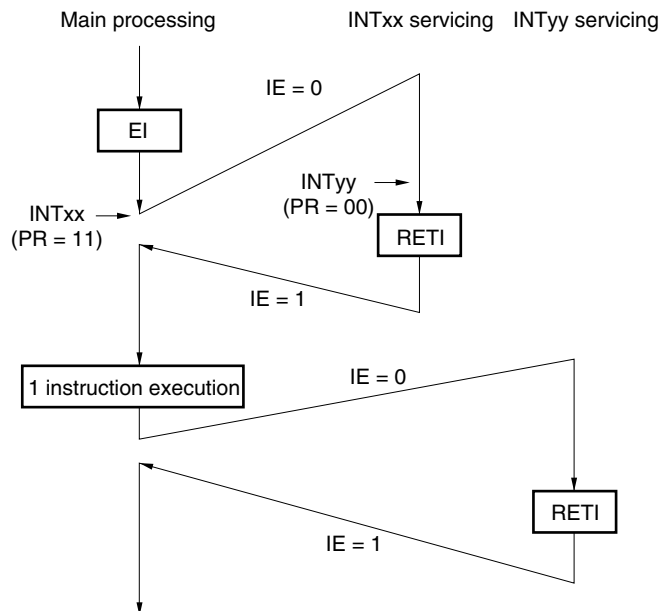 Main processing
INTxx servicing
INTyy servicing
IE = 0
EI
INTxx
(PR = 11)
INTyy
(PR = 00)
RETI
IE = 1
1 instruction execution
IE = 0
RETI
IE = 1